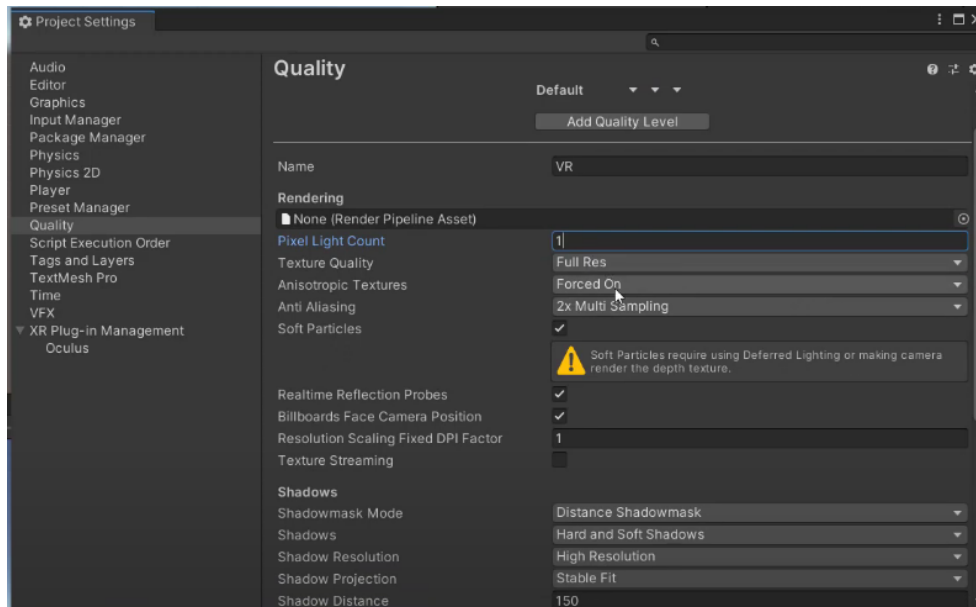 Project Settings
Audio
Editor
Graphics
Input Manager
Package Manager
Physics
Physics 2D
Player
Preset Manager
Quality
Script Execution Order
Tags and Layers
TextMesh Pro
Time
VFX
XR Plug-in Management
Oculus
Quality
Default
Add Quality Level
Name VR
Rendering
None (Render Pipeline Asset)
Pixel Light Count 1
Texture Quality Full Res
Anisotropic Textures Forced On
Anti Aliasing 2x Multi Sampling
Soft Particles
Soft Particles require using Deferred Lighting or making camera
render the depth texture.
Realtime Reflection Probes
Billboards Face Camera Position
Resolution Scaling Fixed DPI Factor 1
Texture Streaming
Shadows
Shadowmask Mode Distance Shadowmask
Shadows Hard and Soft Shadows
Shadow Resolution High Resolution
Shadow Projection Stable Fit
Shadow Distance 150